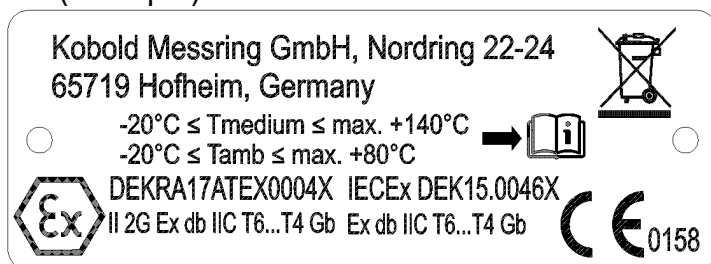 Kobold Messring GmbH, Nordring 22-24
65719 Hofheim, Germany
-20°C ≤ Tmedium ≤ max. +140°C
-20°C ≤ Tamb ≤ max. +80°C
i
DEKRA17ATEX0004X IECEx DEK15.0046X
Ex II 2G Ex db IIC T6...T4 Gb Ex db IIC T6...T4 Gb CE 0158